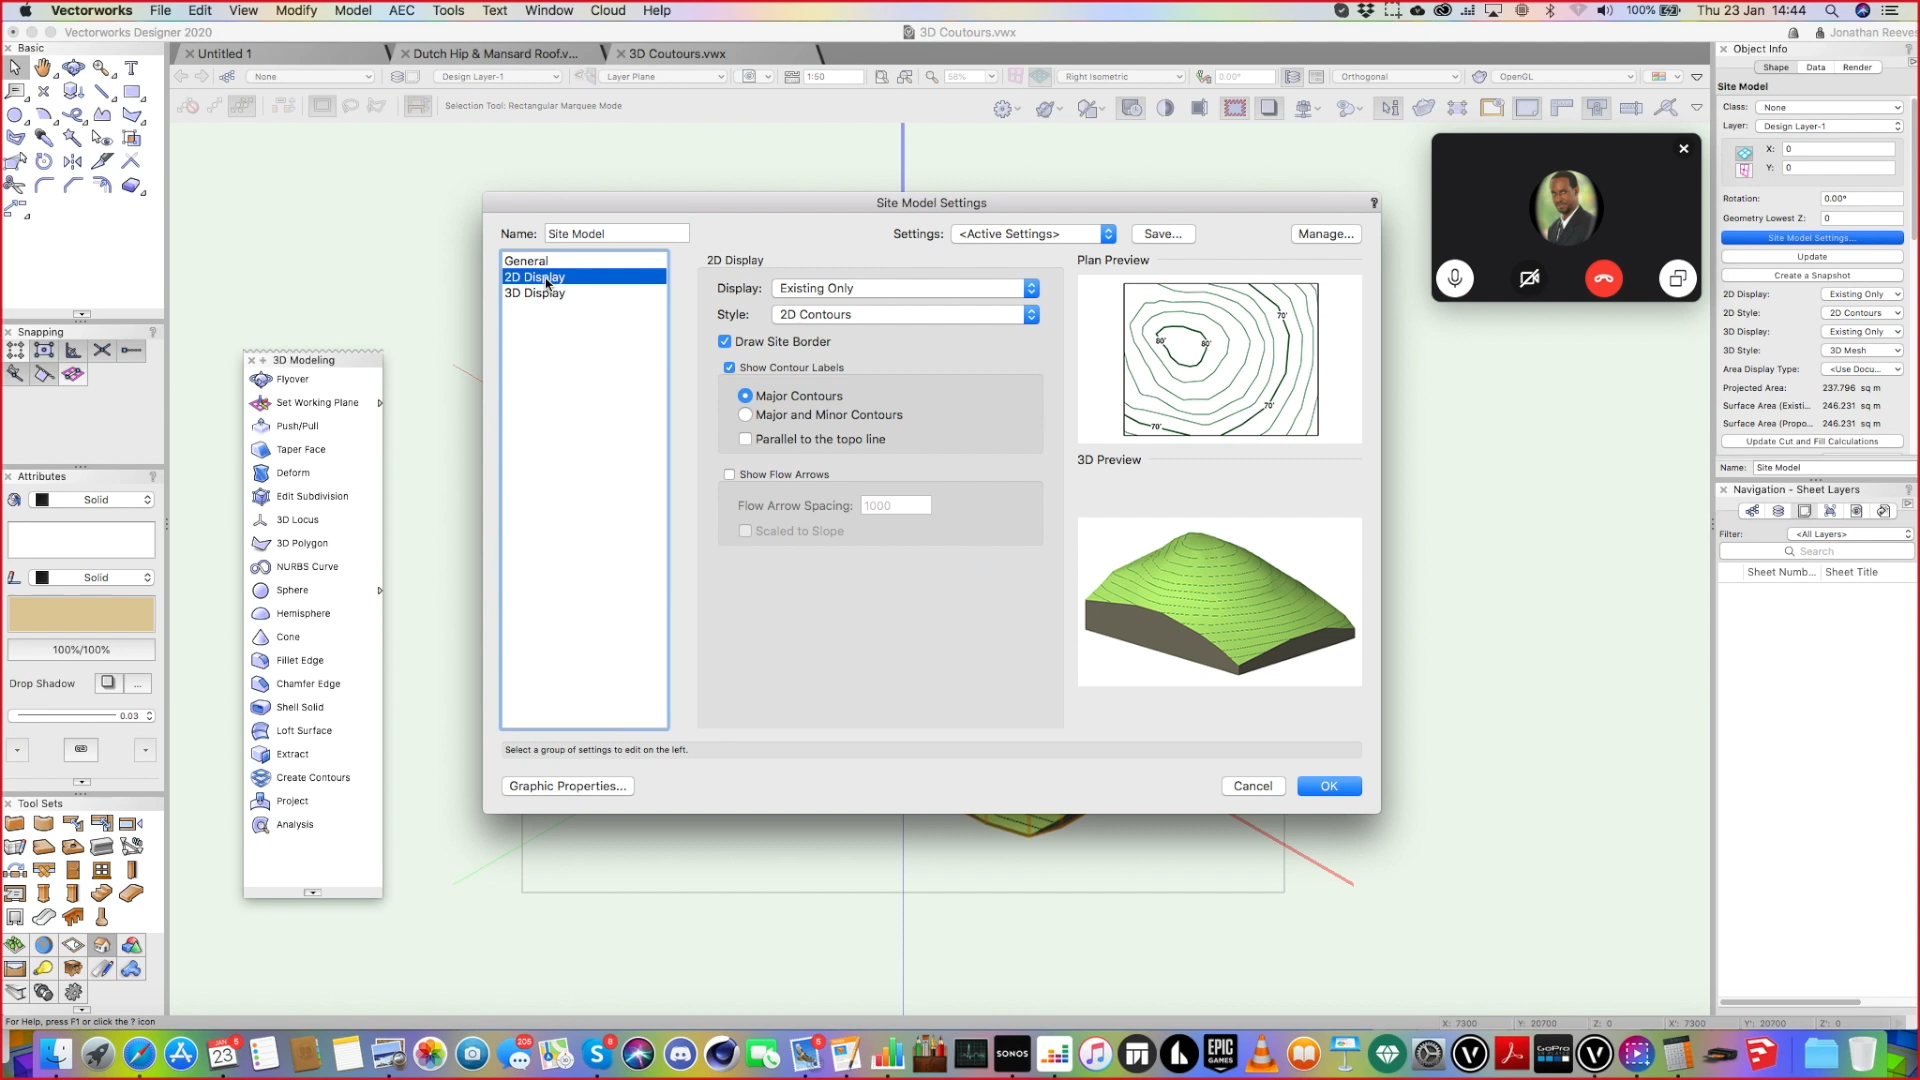 Vectorworks File Edit View Modify Model AEC Tools Text Window Cloud Help
100% Thu 23 Jan 14:44
Vectorworks Designer 2020
3D Coutours.vwx
Jonathan Reeves
Basic
Untitled 1
Dutch Hip & Mansard Roof.v...
3D Coutours.vwx
None
Design Layer-1
Layer Plane
1:50
58%
Right Isometric
0.00°
Orthogonal
OpenGL
Selection Tool: Rectangular Marquee Mode
Snapping
Attributes
Solid
Solid
100%/100%
Drop Shadow
...
0.03
Tool Sets
For Help, press F1 or click the ? icon
3D Modeling
Flyover
Set Working Plane
Push/Pull
Taper Face
Deform
Edit Subdivision
3D Locus
3D Polygon
NURBS Curve
Sphere
Hemisphere
Cone
Fillet Edge
Chamfer Edge
Shell Solid
Loft Surface
Extract
Create Contours
Project
Analysis
Site Model Settings
Name: Site Model
Settings: <Active Settings>
Save...
Manage...
General
2D Display
3D Display
2D Display
Display: Existing Only
Style: 2D Contours
Draw Site Border
Show Contour Labels
Major Contours
Major and Minor Contours
Parallel to the topo line
Show Flow Arrows
Flow Arrow Spacing: 1000
Scaled to Slope
Plan Preview
70'
80'
80'
70'
70'
3D Preview
Select a group of settings to edit on the left.
Graphic Properties...
Cancel
OK
Object Info
Shape Data Render
Site Model
Class: None
Layer: Design Layer-1
X: 0
Y: 0
Rotation: 0.00°
Geometry Lowest Z: 0
Site Model Settings...
Update
Create a Snapshot
2D Display: Existing Only
2D Style: 2D Contours
3D Display: Existing Only
3D Style: 3D Mesh
Area Display Type: <Use Docu...
Projected Area: 237.796 sq m
Surface Area (Existi... 246.231 sq m
Surface Area (Propo... 246.231 sq m
Update Cut and Fill Calculations
Name: Site Model
Navigation - Sheet Layers
Filter: <All Layers>
Search
Sheet Numb... Sheet Title
X: 7300 Y: 20700 Z: 0 X': 7300 Y': 20700 Z': 0
JAN
23
5
205
8
5
SONOS
EPIC
GAMES
GoPro